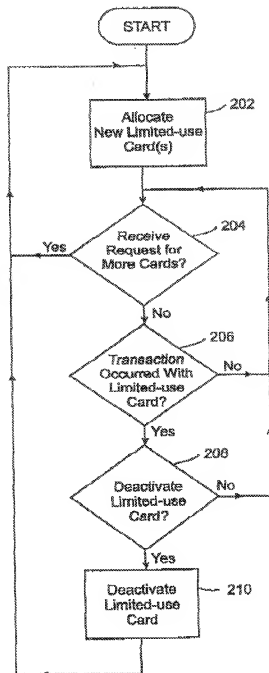 START
202
Allocate
New Limited-use
Card(s)
204
Yes
Receive
Request for
More Cards?
No
206
Transaction
Occurred With
Limited-use
Card?
No
Yes
208
Deactivate
Limited-use
Card?
No
Yes
210
Deactivate
Limited-use
Card